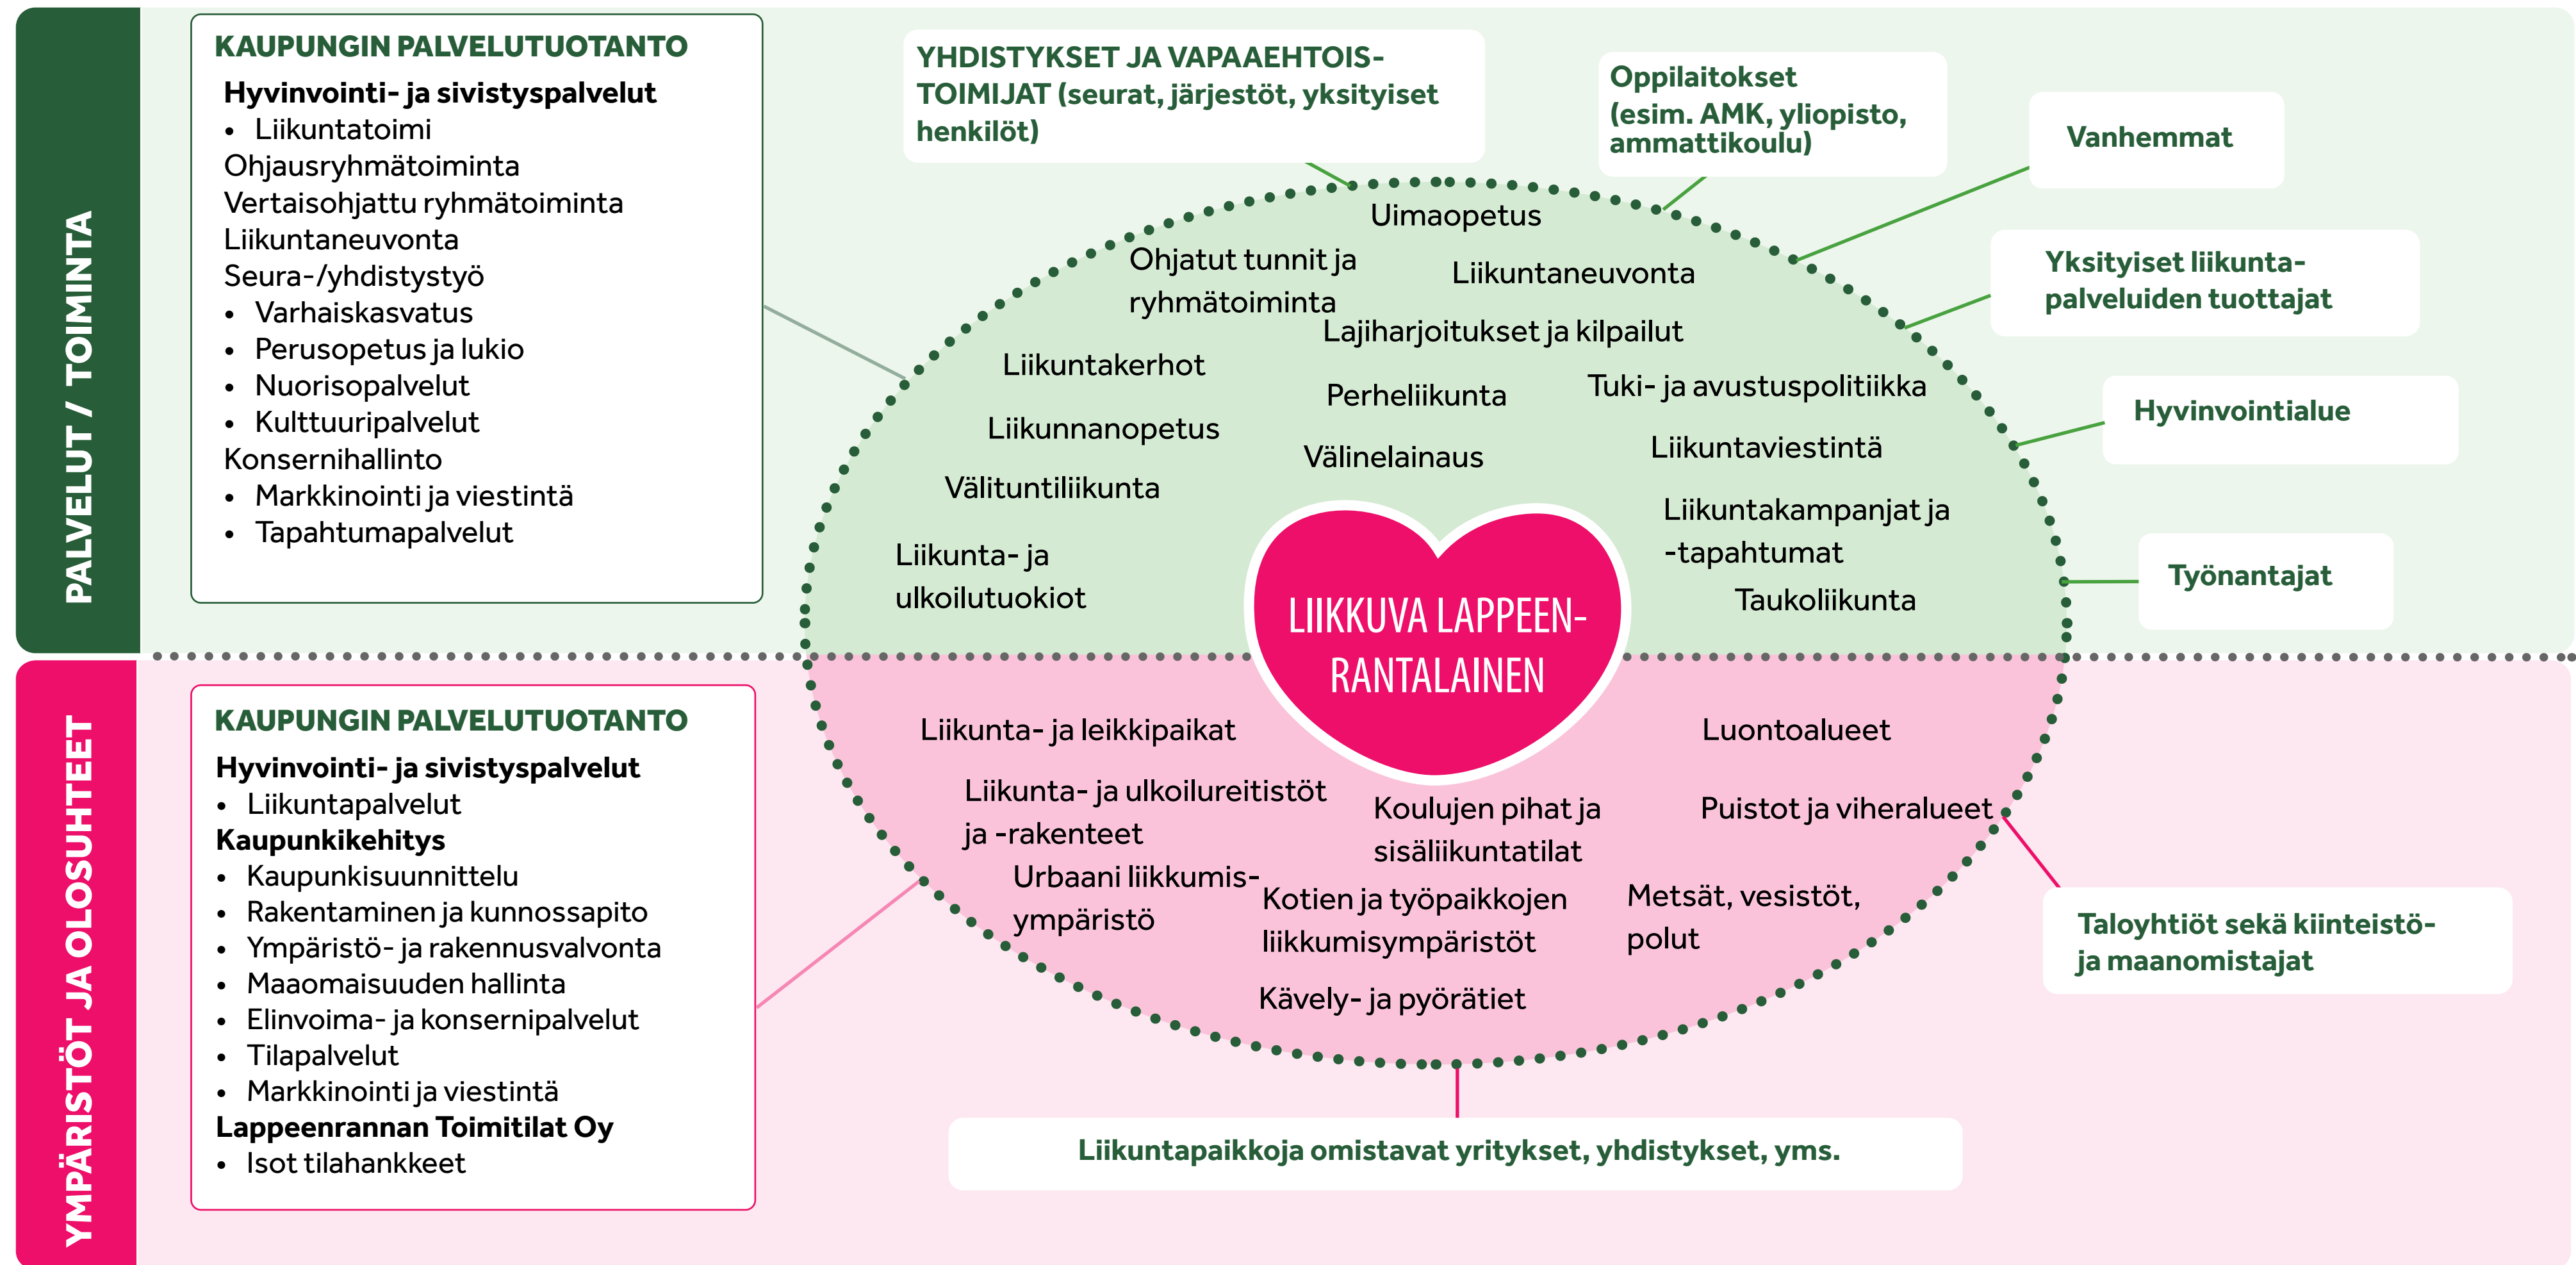 PALVELUT / TOIMINTA
KAUPUNGIN PALVELUTUOTANTO
Hyvinvointi- ja sivistyspalvelut
• Liikuntatoimi
Ohjausryhmätoiminta
Vertaisohjattu ryhmätoiminta
Liikuntaneuvonta
Seura-/yhdistystyö
• Varhaiskasvatus
• Perusopetus ja lukio
• Nuorisopalvelut
• Kulttuuripalvelut
Konsernihallinto
• Markkinointi ja viestintä
• Tapahtumapalvelut
YHDISTYKSET JA VAPAAEHTOIS-
TOIMIJAT (seurat, järjestöt, yksityiset
henkilöt)
Oppilaitokset
(esim. AMK, yliopisto,
ammattikoulu)
Vanhemmat
Yksityiset liikunta-
palveluiden tuottajat
Hyvinvointialue
Työnantajat
Uimaopetus
Ohjatut tunnit ja
ryhmätoiminta
Liikuntaneuvonta
Lajiharjoitukset ja kilpailut
Liikuntakerhot
Perheliikunta
Tuki- ja avustuspolitiikka
Liikunnanopetus
Välinelainaus
Liikuntaviestintä
Välituntiliikunta
Liikuntakampanjat ja
-tapahtumat
Liikunta- ja
ulkoilutuokiot
Taukoliikunta
LIIKKUVA LAPPEEN-
RANTALAINEN
YMPÄRISTÖT JA OLOSUHTEET
KAUPUNGIN PALVELUTUOTANTO
Hyvinvointi- ja sivistyspalvelut
• Liikuntapalvelut
Kaupunkikehitys
• Kaupunkisuunnittelu
• Rakentaminen ja kunnossapito
• Ympäristö- ja rakennusvalvonta
• Maaomaisuuden hallinta
• Elinvoima- ja konsernipalvelut
• Tilapalvelut
• Markkinointi ja viestintä
Lappeenrannan Toimitilat Oy
• Isot tilahankkeet
Liikunta- ja leikkipaikat
Luontoalueet
Liikunta- ja ulkoilureitistöt
ja -rakenteet
Koulujen pihat ja
sisäliikuntatilat
Puistot ja viheralueet
Urbaani liikkumis-
ympäristö
Kotien ja työpaikkojen
liikkumisympäristöt
Metsät, vesistöt,
polut
Kävely- ja pyörätiet
Taloyhtiöt sekä kiinteistö-
ja maanomistajat
Liikuntapaikkoja omistavat yritykset, yhdistykset, yms.